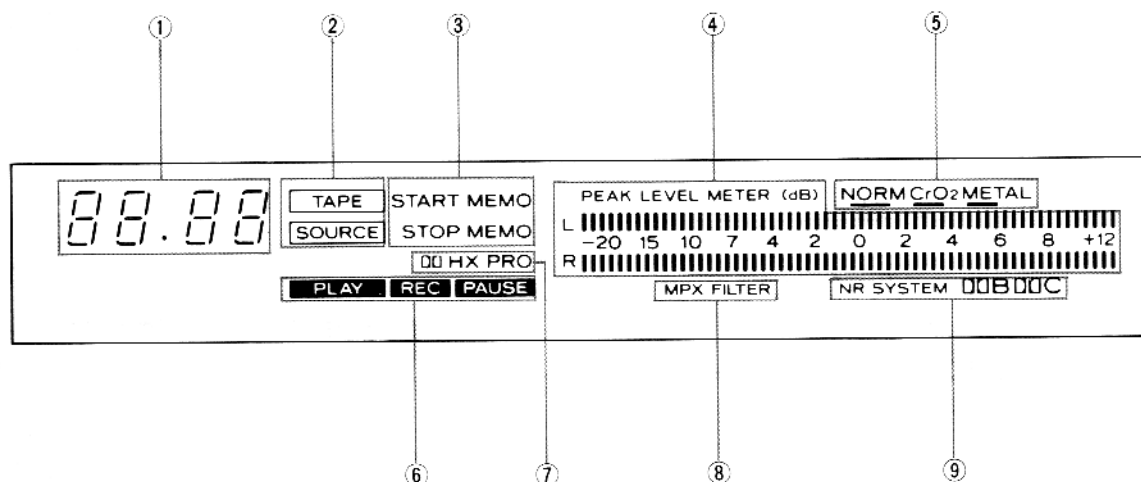 ① ② ③ ④ ⑤
88.88
TAPE
SOURCE
START MEMO
STOP MEMO
HX PRO
PLAY REC PAUSE
PEAK LEVEL METER (dB)
NORM CrO2 METAL
L
-20 15 10 7 4 2 0 2 4 6 8 +12
R
MPX FILTER
NR SYSTEM B C
⑥ ⑦ ⑧ ⑨